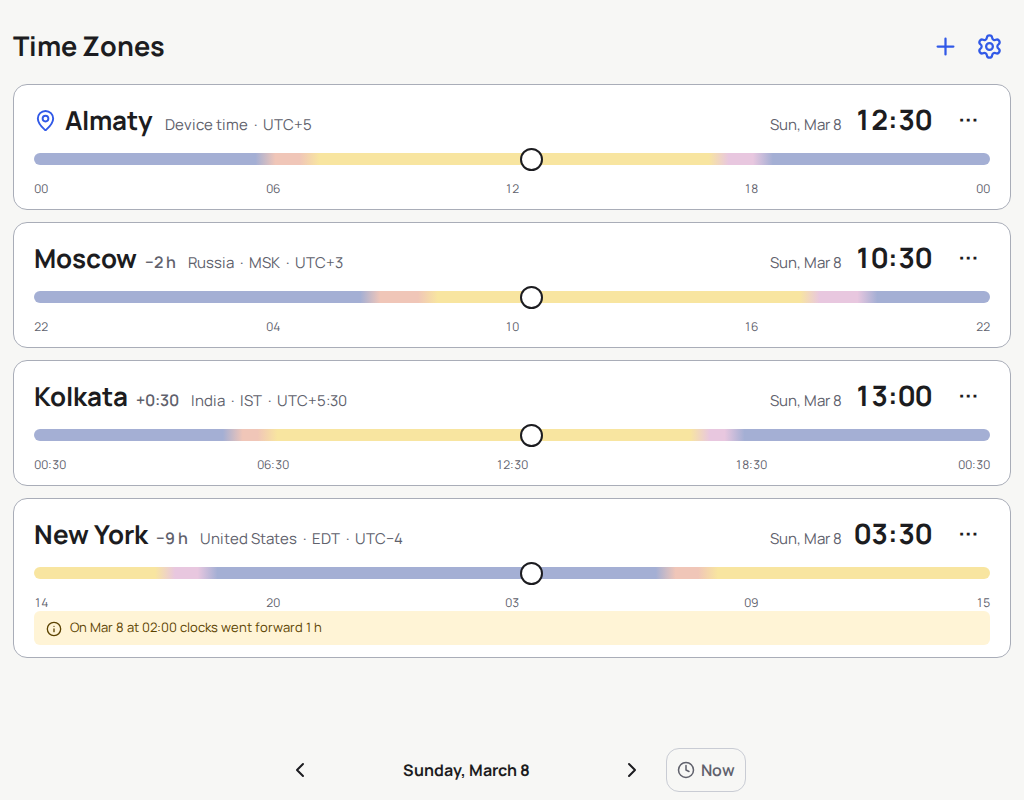 Time Zones
Almaty Device time · UTC+5 Sun, Mar 8 12:30 ···
00 06 12 18 00
Moscow −2 h Russia · MSK · UTC+3 Sun, Mar 8 10:30 ···
22 04 10 16 22
Kolkata +0:30 India · IST · UTC+5:30 Sun, Mar 8 13:00 ···
00:30 06:30 12:30 18:30 00:30
New York −9 h United States · EDT · UTC−4 Sun, Mar 8 03:30 ···
14 20 03 09 15
On Mar 8 at 02:00 clocks went forward 1 h
Sunday, March 8 Now